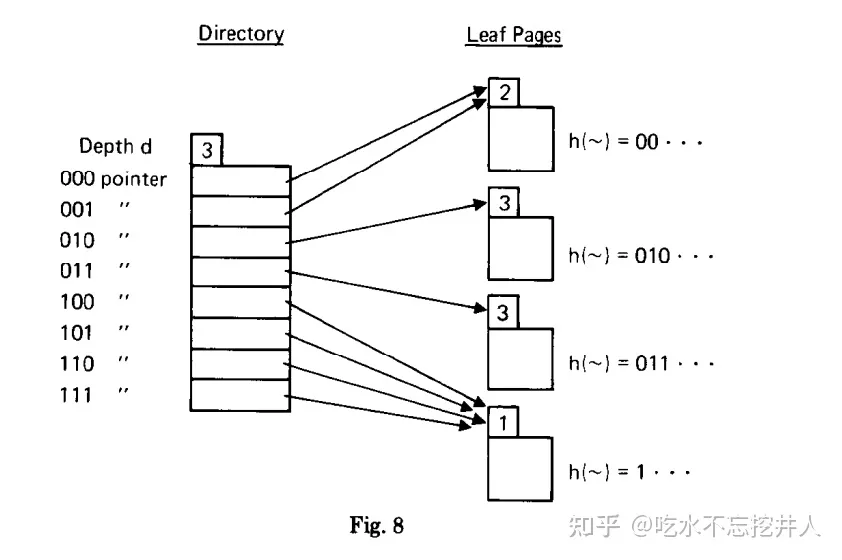 Directory
Leaf Pages
2
h(~) = 00 · · ·
Depth d
3
000 pointer
001 "
010 "
011 "
100 "
101 "
110 "
111 "
3
h(~) = 010 · · ·
3
h(~) = 011 · · ·
1
h(~) = 1 · · ·
Fig. 8
知乎 @吃水不忘挖井人